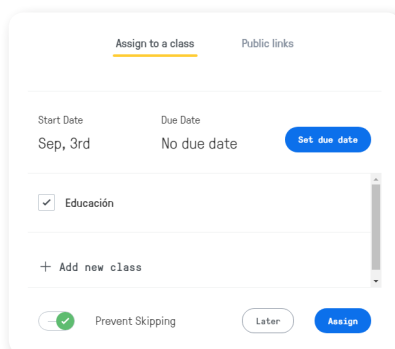 Assign to a class Public links
Start Date Due Date
Sep, 3rd No due date Set due date
Educación
+ Add new class
Prevent Skipping Later Assign